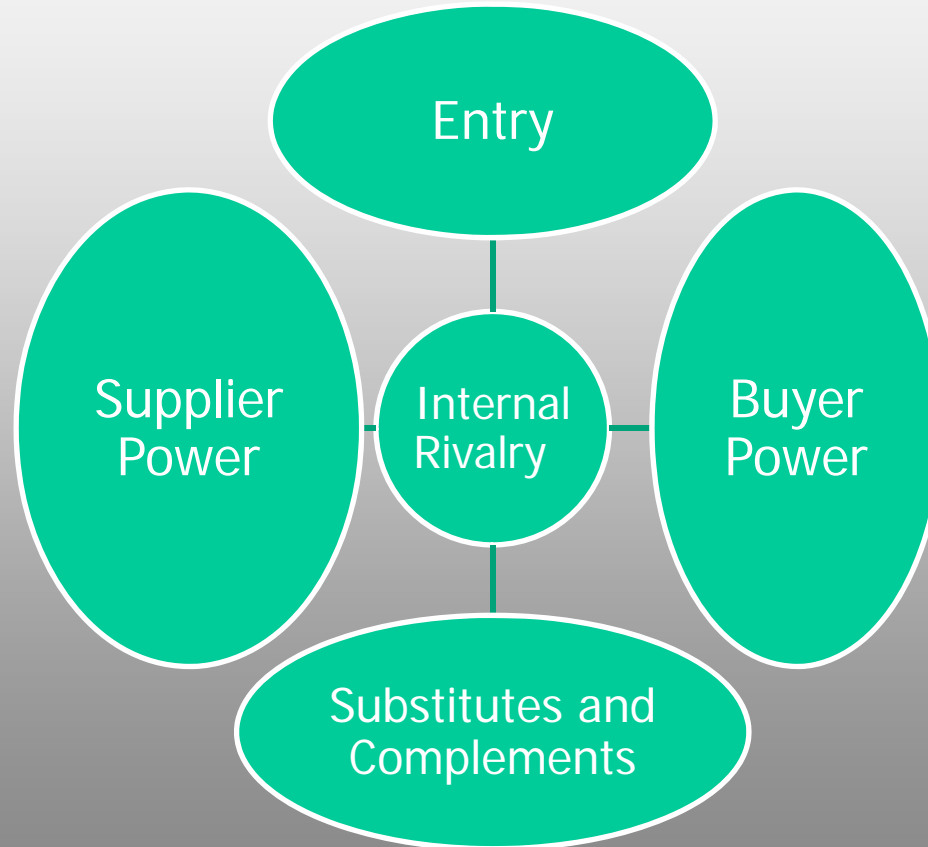 Entry
Supplier
Power
Internal
Rivalry
Buyer
Power
Substitutes and
Complements